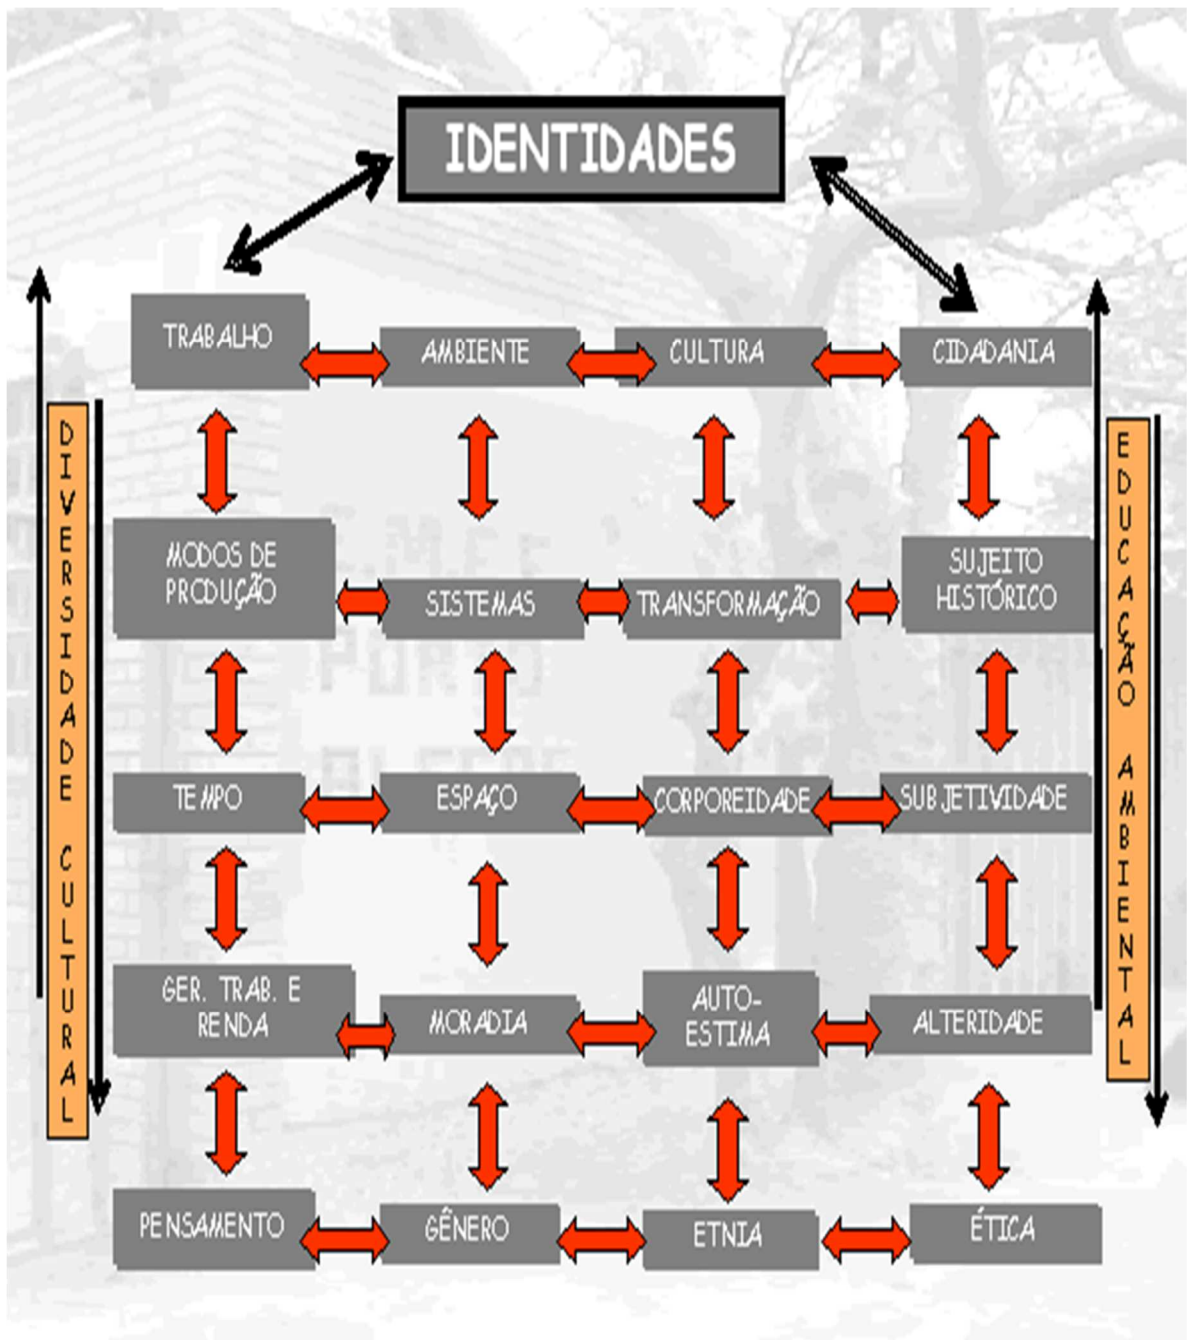 IDENTIDADES
TRABALHO
AMBIENTE
CULTURA
CIDADANIA
MODOS DE
PRODUÇÃO
SISTEMAS
TRANSFORMAÇÃO
SUJEITO
HISTÓRICO
TEMPO
ESPAÇO
CORPOREIDADE
SUBJETIVIDADE
GER. TRAB. E
RENDA
MORADIA
AUTO-
ESTIMA
ALTERIDADE
PENSAMENTO
GÊNERO
ETNIA
ÉTICA
DIVERSIDADE CULTURAL
EDUCAÇÃO AMBIENTAL